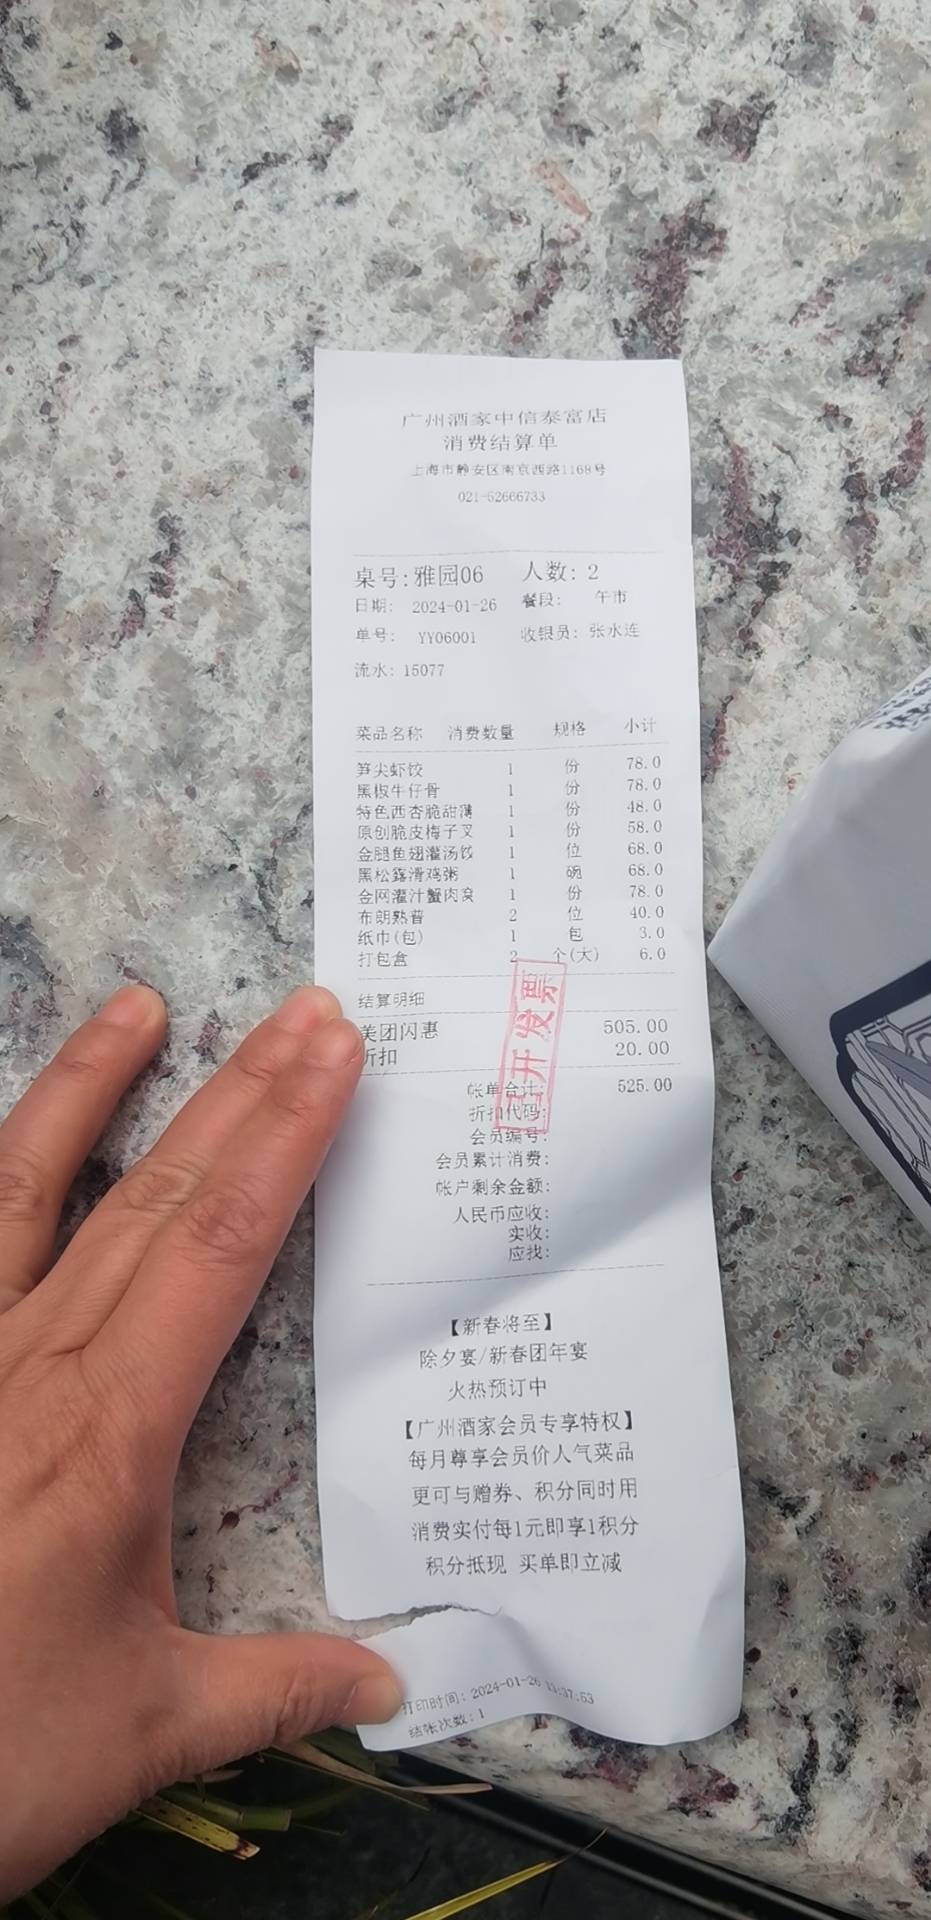 广州酒家中信泰富店
消费结算单
上海市静安区南京西路1168号
021-52666733
桌号:雅园06 人数: 2
日期: 2024-01-26 餐段: 午市
单号: YY06001 收银员: 张水连
流水: 15077
菜品名称 消费数量 规格 小计
笋尖虾饺 1 份 78.0
黑椒牛仔骨 1 份 78.0
特色西杏脆甜薄 1 份 48.0
原创脆皮梅子叉 1 份 58.0
金腿鱼翅灌汤饺 1 位 68.0
黑松露滑鸡粥 1 碗 68.0
金网灌汁蟹肉窝 1 份 78.0
布朗熟普 2 位 40.0
纸巾(包) 1 包 3.0
打包盒 2 个(大) 6.0
结算明细
美团闪惠 505.00
折扣 20.00
已开发票
帐单合计: 525.00
折扣代码:
会员编号:
会员累计消费:
帐户剩余金额:
人民币应收:
实收:
应找:
【新春将至】
除夕宴/新春团年宴
火热预订中
【广州酒家会员专享特权】
每月尊享会员价人气菜品
更可与赠券、积分同时用
消费实付每1元即享1积分
积分抵现 买单即立减
打印时间: 2024-01-26 13:37:53
结帐次数:1